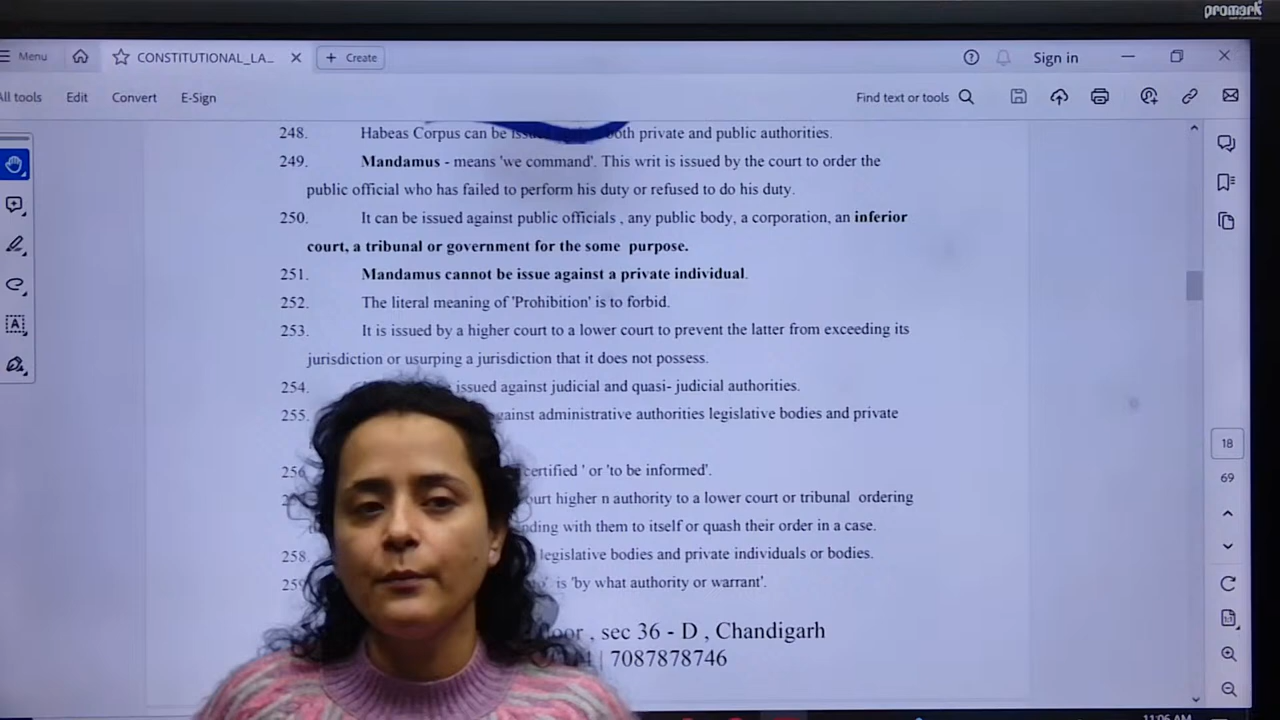 promark
Menu
CONSTITUTIONAL_LA...
Create
Sign in
All tools
Edit
Convert
E-Sign
Find text or tools
248. Habeas Corpus can be both private and public authorities.
249. Mandamus - means 'we command'. This writ is issued by the court to order the
public official who has failed to perform his duty or refused to do his duty.
250. It can be issued against public officials , any public body, a corporation, an inferior
court, a tribunal or government for the some purpose.
251. Mandamus cannot be issue against a private individual.
252. The literal meaning of 'Prohibition' is to forbid.
253. It is issued by a higher court to a lower court to prevent the latter from exceeding its
jurisdiction or usurping a jurisdiction that it does not possess.
254. issued against judicial and quasi- judicial authorities.
255. against administrative authorities legislative bodies and private
256 certified ' or 'to be informed'.
court higher n authority to a lower court or tribunal ordering
with them to itself or quash their order in a case.
258. legislative bodies and private individuals or bodies.
259 is 'by what authority or warrant'.
, sec 36 - D , Chandigarh
| 7087878746
18
69
11:06 AM